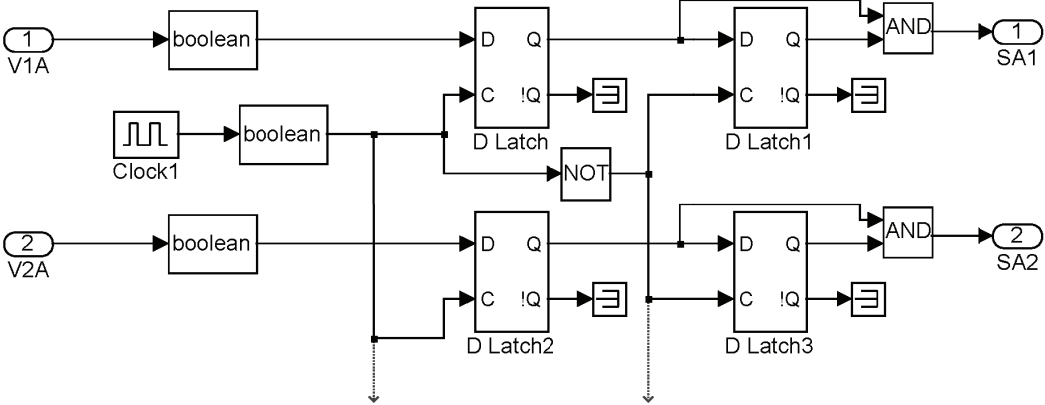 1
V1A
boolean
D
Q
C
!Q
D Latch
D
Q
C
!Q
D Latch1
AND
1
SA1
Clock1
boolean
NOT
2
V2A
boolean
D
Q
C
!Q
D Latch2
D
Q
C
!Q
D Latch3
AND
2
SA2